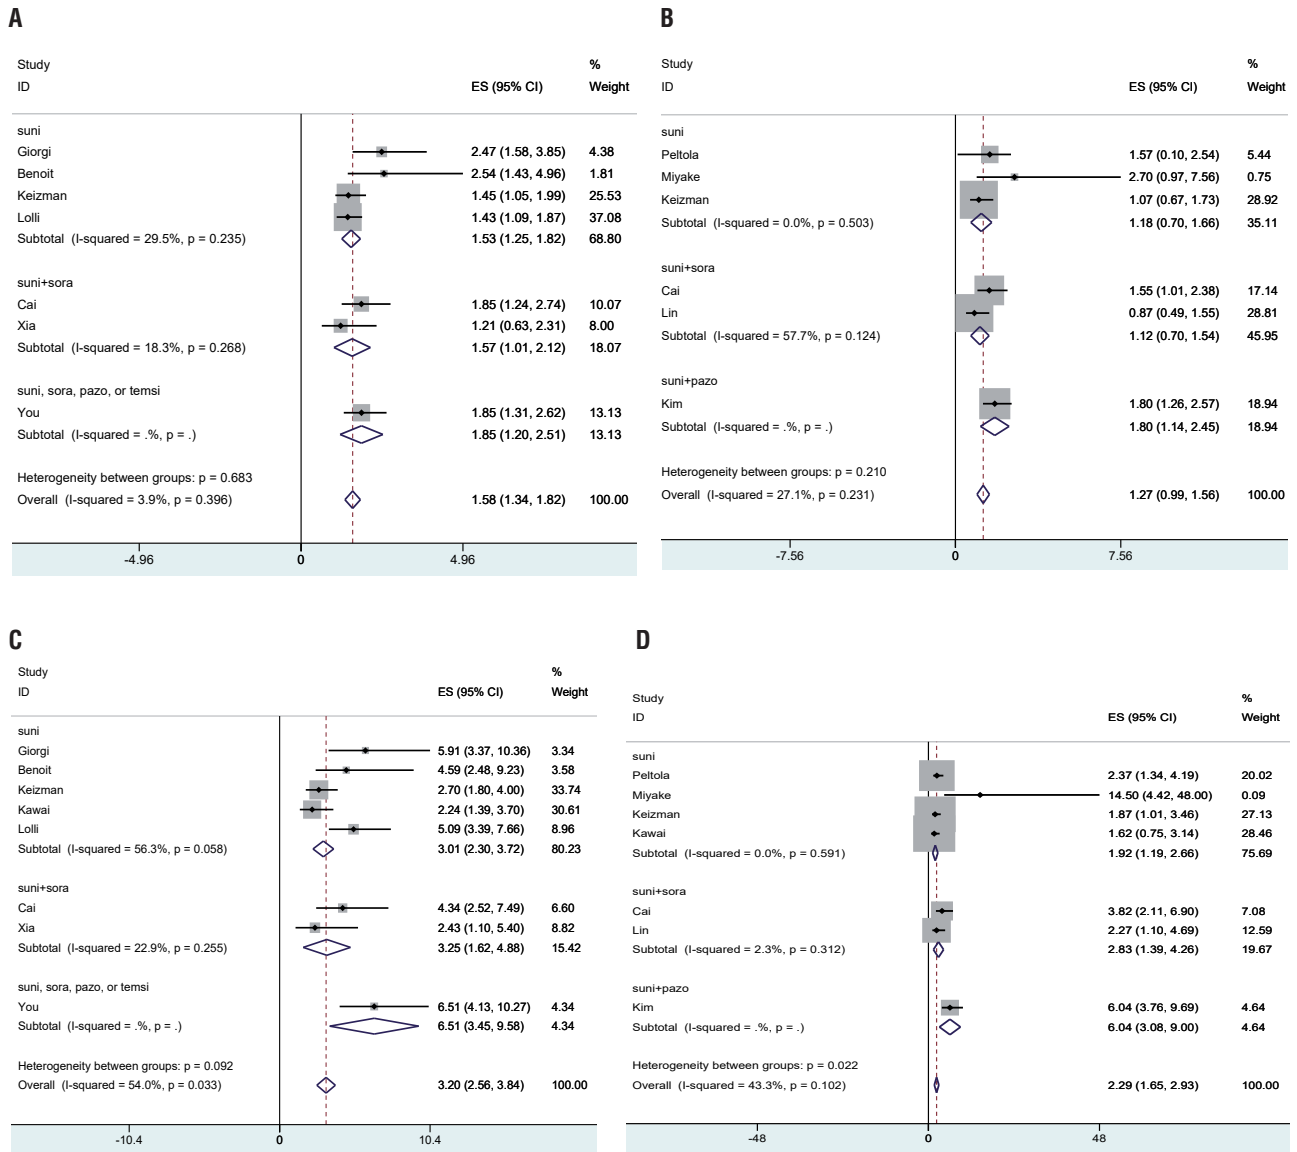 A
Study % 
ID ES (95% CI) Weight
suni
Giorgi 2.47 (1.58, 3.85) 4.38
Benoit 2.54 (1.43, 4.96) 1.81
Keizman 1.45 (1.05, 1.99) 25.53
Lolli 1.43 (1.09, 1.87) 37.08
Subtotal (I-squared = 29.5%, p = 0.235) 1.53 (1.25, 1.82) 68.80
suni+sora
Cai 1.85 (1.24, 2.74) 10.07
Xia 1.21 (0.63, 2.31) 8.00
Subtotal (I-squared = 18.3%, p = 0.268) 1.57 (1.01, 2.12) 18.07
suni, sora, pazo, or temsi
You 1.85 (1.31, 2.62) 13.13
Subtotal (I-squared = .%, p = .) 1.85 (1.20, 2.51) 13.13
Heterogeneity between groups: p = 0.683
Overall (I-squared = 3.9%, p = 0.396) 1.58 (1.34, 1.82) 100.00
-4.96 0 4.96
B
Study %
ID ES (95% CI) Weight
suni
Peltola 1.57 (0.10, 2.54) 5.44
Miyake 2.70 (0.97, 7.56) 0.75
Keizman 1.07 (0.67, 1.73) 28.92
Subtotal (I-squared = 0.0%, p = 0.503) 1.18 (0.70, 1.66) 35.11
suni+sora
Cai 1.55 (1.01, 2.38) 17.14
Lin 0.87 (0.49, 1.55) 28.81
Subtotal (I-squared = 57.7%, p = 0.124) 1.12 (0.70, 1.54) 45.95
suni+pazo
Kim 1.80 (1.26, 2.57) 18.94
Subtotal (I-squared = .%, p = .) 1.80 (1.14, 2.45) 18.94
Heterogeneity between groups: p = 0.210
Overall (I-squared = 27.1%, p = 0.231) 1.27 (0.99, 1.56) 100.00
-7.56 0 7.56
C
Study %
ID ES (95% CI) Weight
suni
Giorgi 5.91 (3.37, 10.36) 3.34
Benoit 4.59 (2.48, 9.23) 3.58
Keizman 2.70 (1.80, 4.00) 33.74
Kawai 2.24 (1.39, 3.70) 30.61
Lolli 5.09 (3.39, 7.66) 8.96
Subtotal (I-squared = 56.3%, p = 0.058) 3.01 (2.30, 3.72) 80.23
suni+sora
Cai 4.34 (2.52, 7.49) 6.60
Xia 2.43 (1.10, 5.40) 8.82
Subtotal (I-squared = 22.9%, p = 0.255) 3.25 (1.62, 4.88) 15.42
suni, sora, pazo, or temsi
You 6.51 (4.13, 10.27) 4.34
Subtotal (I-squared = .%, p = .) 6.51 (3.45, 9.58) 4.34
Heterogeneity between groups: p = 0.092
Overall (I-squared = 54.0%, p = 0.033) 3.20 (2.56, 3.84) 100.00
-10.4 0 10.4
D
Study %
ID ES (95% CI) Weight
suni
Peltola 2.37 (1.34, 4.19) 20.02
Miyake 14.50 (4.42, 48.00) 0.09
Keizman 1.87 (1.01, 3.46) 27.13
Kawai 1.62 (0.75, 3.14) 28.46
Subtotal (I-squared = 0.0%, p = 0.591) 1.92 (1.19, 2.66) 75.69
suni+sora
Cai 3.82 (2.11, 6.90) 7.08
Lin 2.27 (1.10, 4.69) 12.59
Subtotal (I-squared = 2.3%, p = 0.312) 2.83 (1.39, 4.26) 19.67
suni+pazo
Kim 6.04 (3.76, 9.69) 4.64
Subtotal (I-squared = .%, p = .) 6.04 (3.08, 9.00) 4.64
Heterogeneity between groups: p = 0.022
Overall (I-squared = 43.3%, p = 0.102) 2.29 (1.65, 2.93) 100.00
-48 0 48